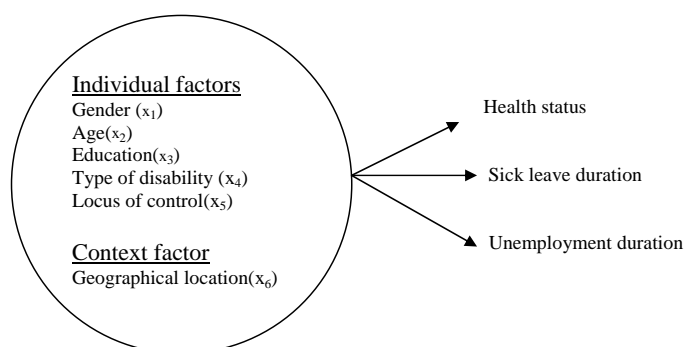 Individual factors
Gender (x₁)
Age(x₂)
Education(x₃)
Type of disability (x₄)
Locus of control(x₅)
Context factor
Geographical location(x₆)
Health status
Sick leave duration
Unemployment duration